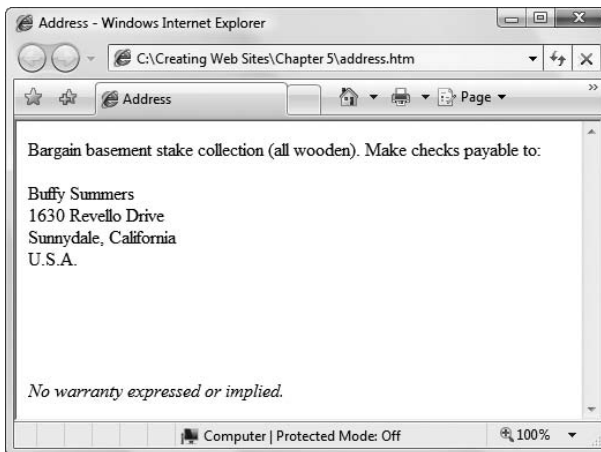 Address - Windows Internet Explorer
C:\Creating Web Sites\Chapter 5\address.htm
Address
Page
Bargain basement stake collection (all wooden). Make checks payable to:
Buffy Summers
1630 Revello Drive
Sunnydale, California
U.S.A.
No warranty expressed or implied.
Computer | Protected Mode: Off
100%